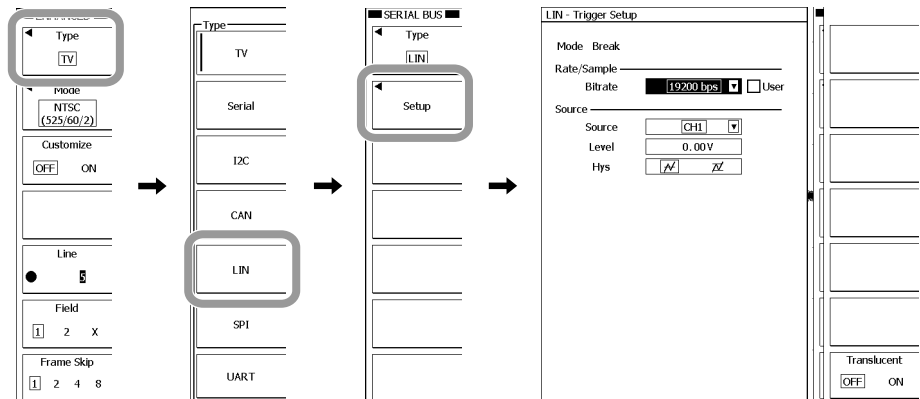 ENHANCED
Type
TV
Mode
NTSC
(525/60/2)
Customize
OFF ON
Line
5
Field
1 2 X
Frame Skip
1 2 4 8
Type
TV
Serial
I2C
CAN
LIN
SPI
UART
SERIAL BUS
Type
LIN
Setup
LIN - Trigger Setup
Mode Break
Rate/Sample
Bitrate 19200 bps User
Source
Source CH1
Level 0.00V
Hys
Translucent
OFF ON